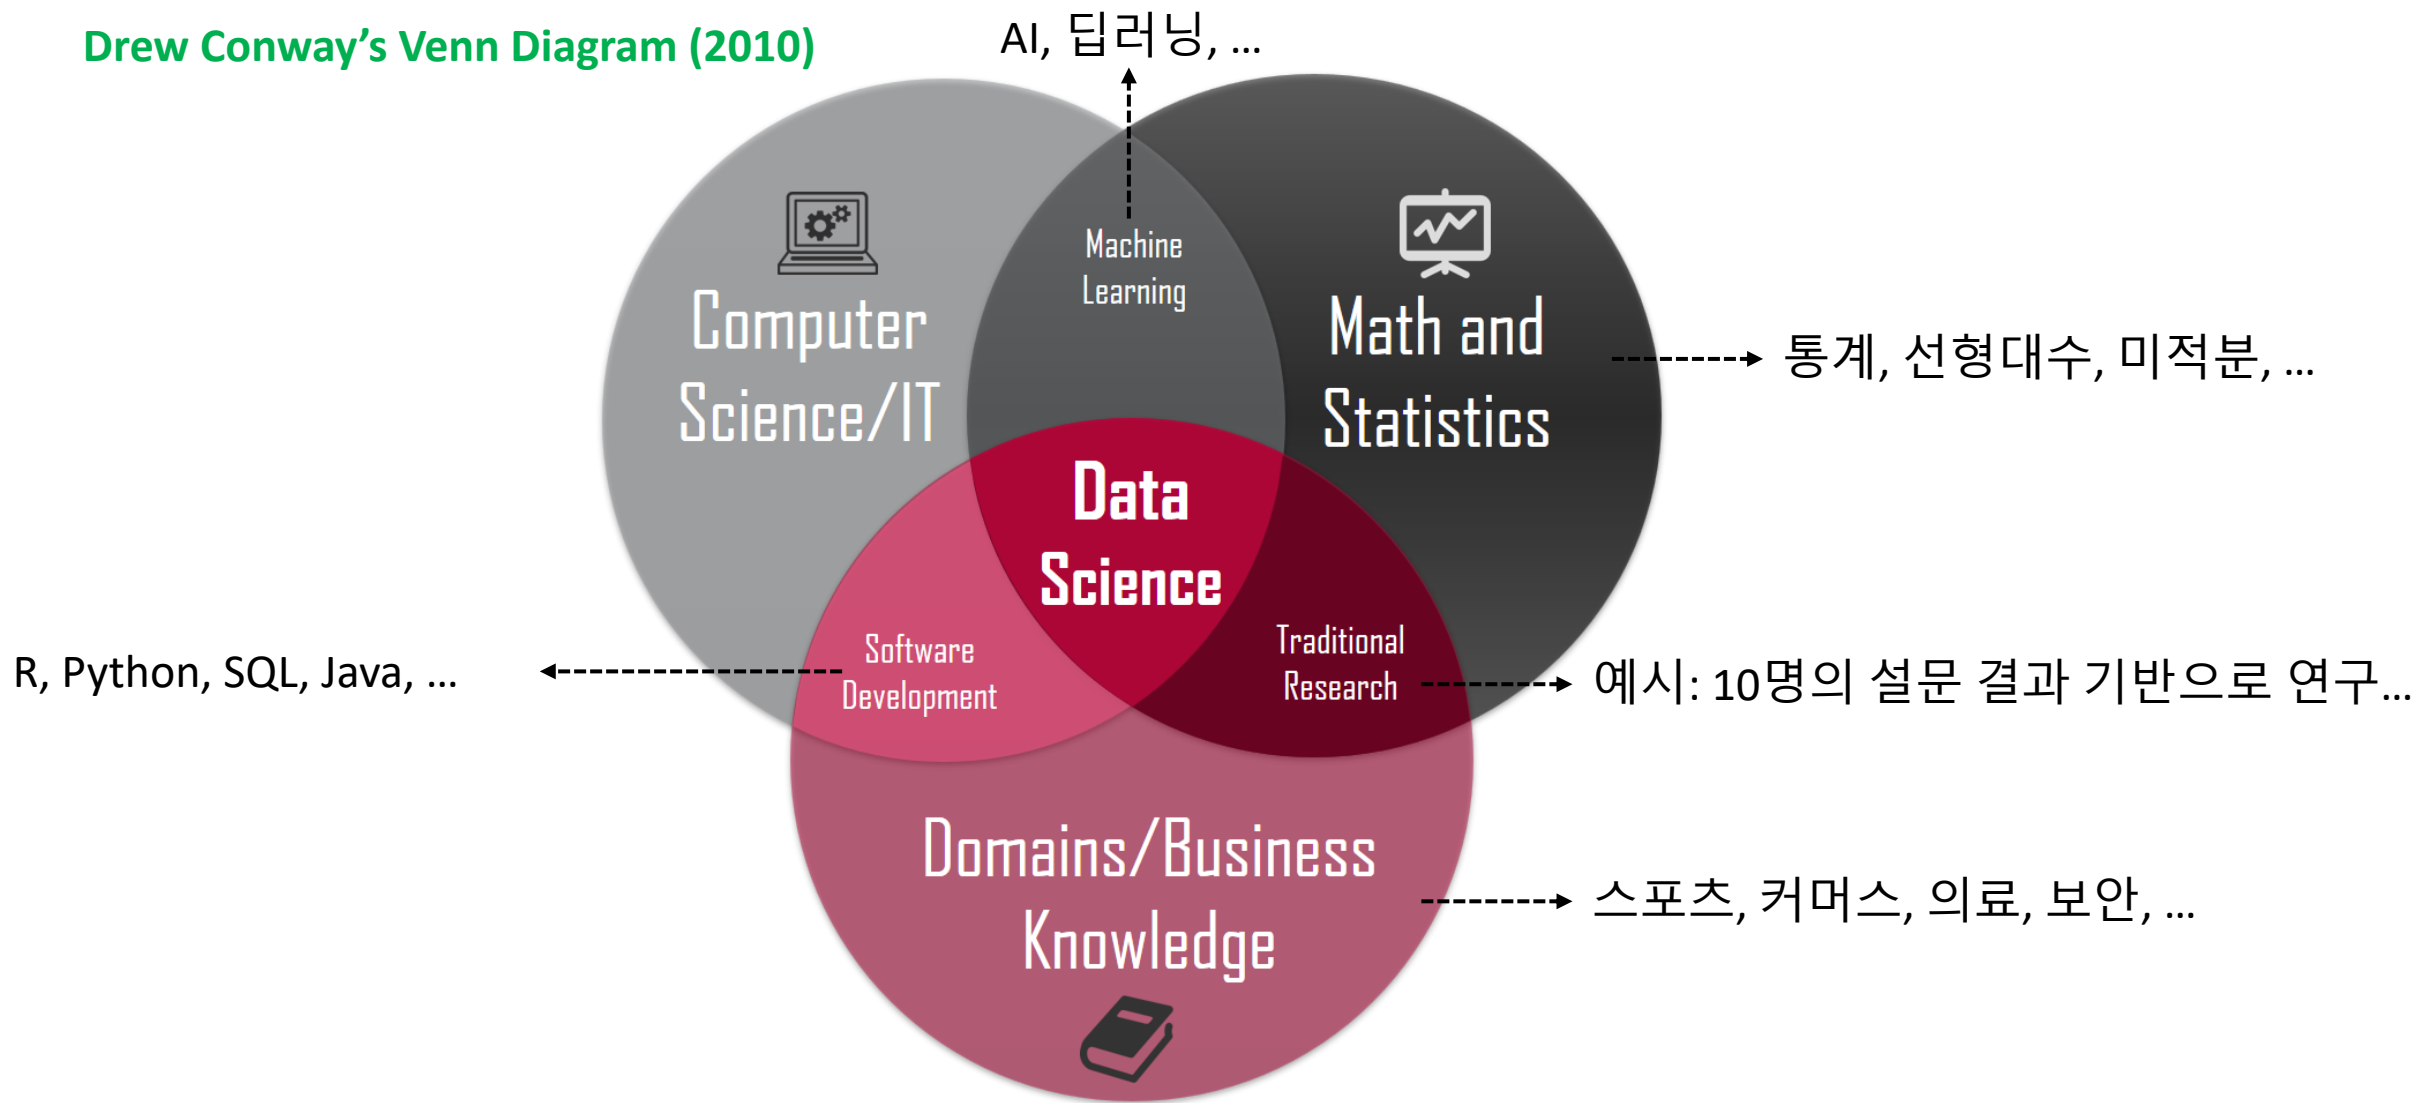 Drew Conway’s Venn Diagram (2010)
AI, 딥러닝, ...
Machine
Learning
Computer
Science/IT
Math and
Statistics
통계, 선형대수, 미적분, ...
Data
Science
Software
Development
R, Python, SQL, Java, ...
Traditional
Research
예시: 10명의 설문 결과 기반으로 연구...
Domains/Business
Knowledge
스포츠, 커머스, 의료, 보안, ...